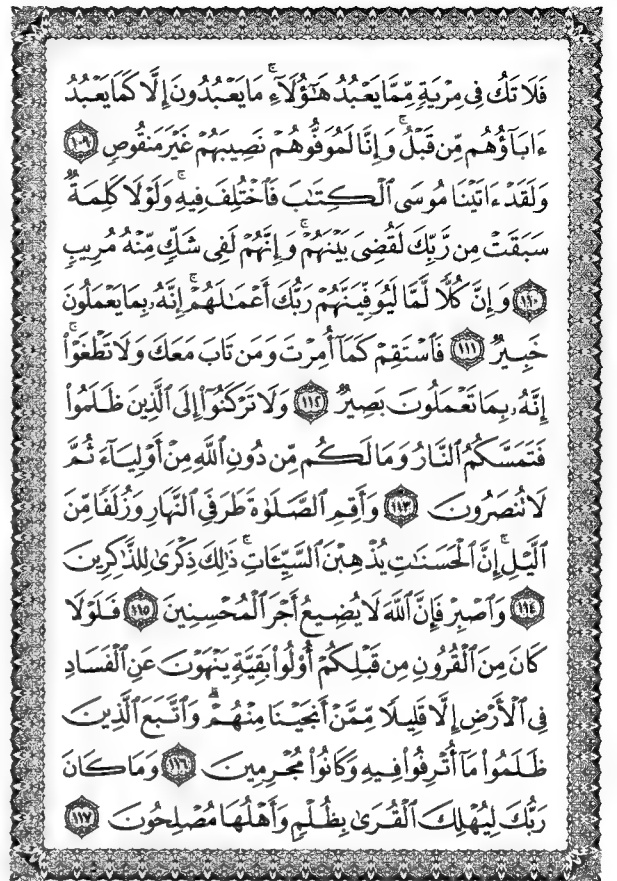 فَلَا تَكُ فِى مِرْيَةٍ مِّمَّا يَعْبُدُ هَـٰٓؤُلَآءِ ۚ مَا يَعْبُدُونَ إِلَّا كَمَا يَعْبُدُ
ءَابَآؤُهُم مِّن قَبْلُ ۚ وَإِنَّا لَمُوَفُّوهُمْ نَصِيبَهُمْ غَيْرَ مَنقُوصٍ ١٠٩
وَلَقَدْ ءَاتَيْنَا مُوسَى ٱلْكِتَـٰبَ فَٱخْتُلِفَ فِيهِ ۚ وَلَوْلَا كَلِمَةٌ
سَبَقَتْ مِن رَّبِّكَ لَقُضِىَ بَيْنَهُمْ ۚ وَإِنَّهُمْ لَفِى شَكٍّ مِّنْهُ مُرِيبٍ
١١٠ وَإِنَّ كُلًّا لَّمَّا لَيُوَفِّيَنَّهُمْ رَبُّكَ أَعْمَـٰلَهُمْ ۚ إِنَّهُۥ بِمَا يَعْمَلُونَ
خَبِيرٌ ١١١ فَٱسْتَقِمْ كَمَآ أُمِرْتَ وَمَن تَابَ مَعَكَ وَلَا تَطْغَوْا۟ ۚ
إِنَّهُۥ بِمَا تَعْمَلُونَ بَصِيرٌ ١١٢ وَلَا تَرْكَنُوٓا۟ إِلَى ٱلَّذِينَ ظَلَمُوا۟
فَتَمَسَّكُمُ ٱلنَّارُ وَمَا لَكُم مِّن دُونِ ٱللَّهِ مِنْ أَوْلِيَآءَ ثُمَّ
لَا تُنصَرُونَ ١١٣ وَأَقِمِ ٱلصَّلَوٰةَ طَرَفَىِ ٱلنَّهَارِ وَزُلَفًا مِّنَ
ٱلَّيْلِ ۚ إِنَّ ٱلْحَسَنَـٰتِ يُذْهِبْنَ ٱلسَّيِّـَٔاتِ ۚ ذَٰلِكَ ذِكْرَىٰ لِلذَّٰكِرِينَ
١١٤ وَٱصْبِرْ فَإِنَّ ٱللَّهَ لَا يُضِيعُ أَجْرَ ٱلْمُحْسِنِينَ ١١٥ فَلَوْلَا
كَانَ مِنَ ٱلْقُرُونِ مِن قَبْلِكُمْ أُو۟لُوا۟ بَقِيَّةٍ يَنْهَوْنَ عَنِ ٱلْفَسَادِ
فِى ٱلْأَرْضِ إِلَّا قَلِيلًا مِّمَّنْ أَنجَيْنَا مِنْهُمْ ۗ وَٱتَّبَعَ ٱلَّذِينَ
ظَلَمُوا۟ مَآ أُتْرِفُوا۟ فِيهِ وَكَانُوا۟ مُجْرِمِينَ ١١٦ وَمَا كَانَ
رَبُّكَ لِيُهْلِكَ ٱلْقُرَىٰ بِظُلْمٍ وَأَهْلُهَا مُصْلِحُونَ ١١٧